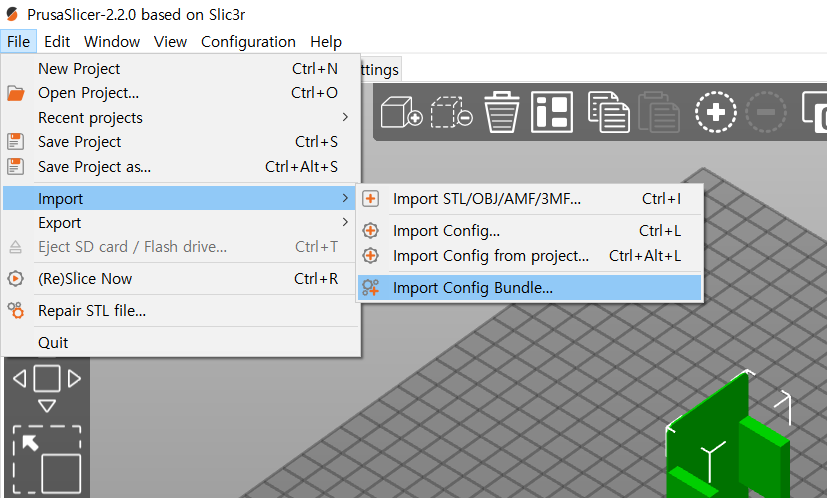 PrusaSlicer-2.2.0 based on Slic3r
File Edit Window View Configuration Help
New Project Ctrl+N
ttings
Open Project... Ctrl+O
Recent projects
Save Project Ctrl+S
Save Project as... Ctrl+Alt+S
Import
Import STL/OBJ/AMF/3MF... Ctrl+I
Export
Import Config... Ctrl+L
Eject SD card / Flash drive... Ctrl+T
Import Config from project... Ctrl+Alt+L
(Re)Slice Now Ctrl+R
Import Config Bundle...
Repair STL file...
Quit